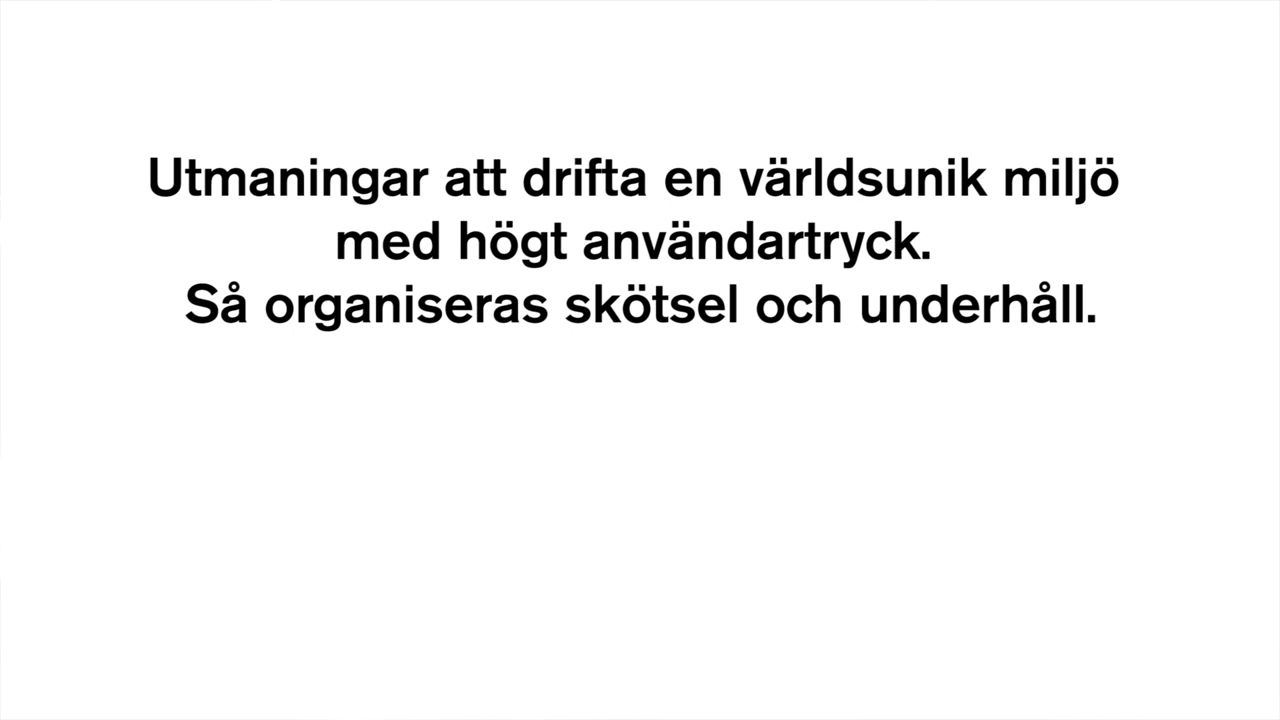 Utmaningar att drifta en världsunik miljö
med högt användartryck.
Så organiseras skötsel och underhåll.